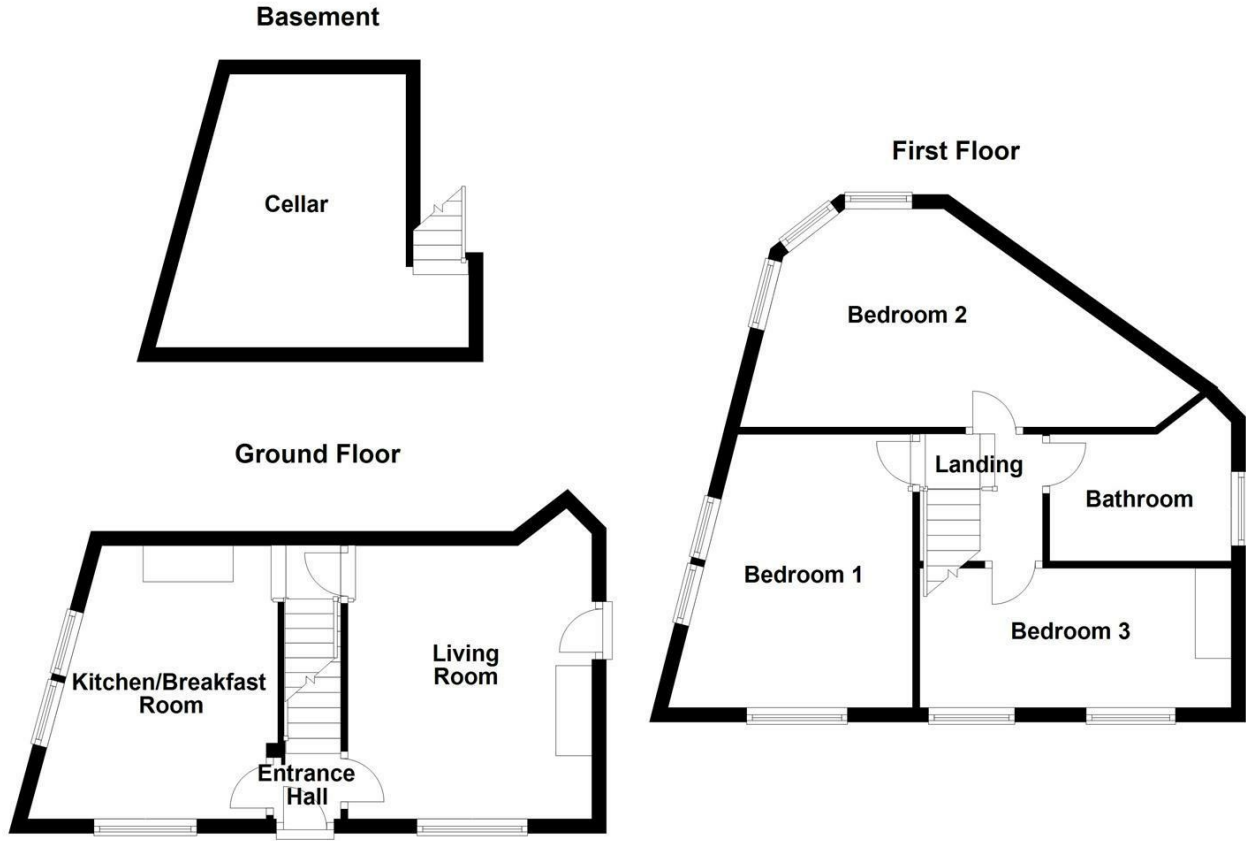 Basement
Cellar
First Floor
Bedroom 2
Landing
Bathroom
Bedroom 1
Bedroom 3
Ground Floor
Living
Room
Kitchen/Breakfast
Room
Entrance
Hall